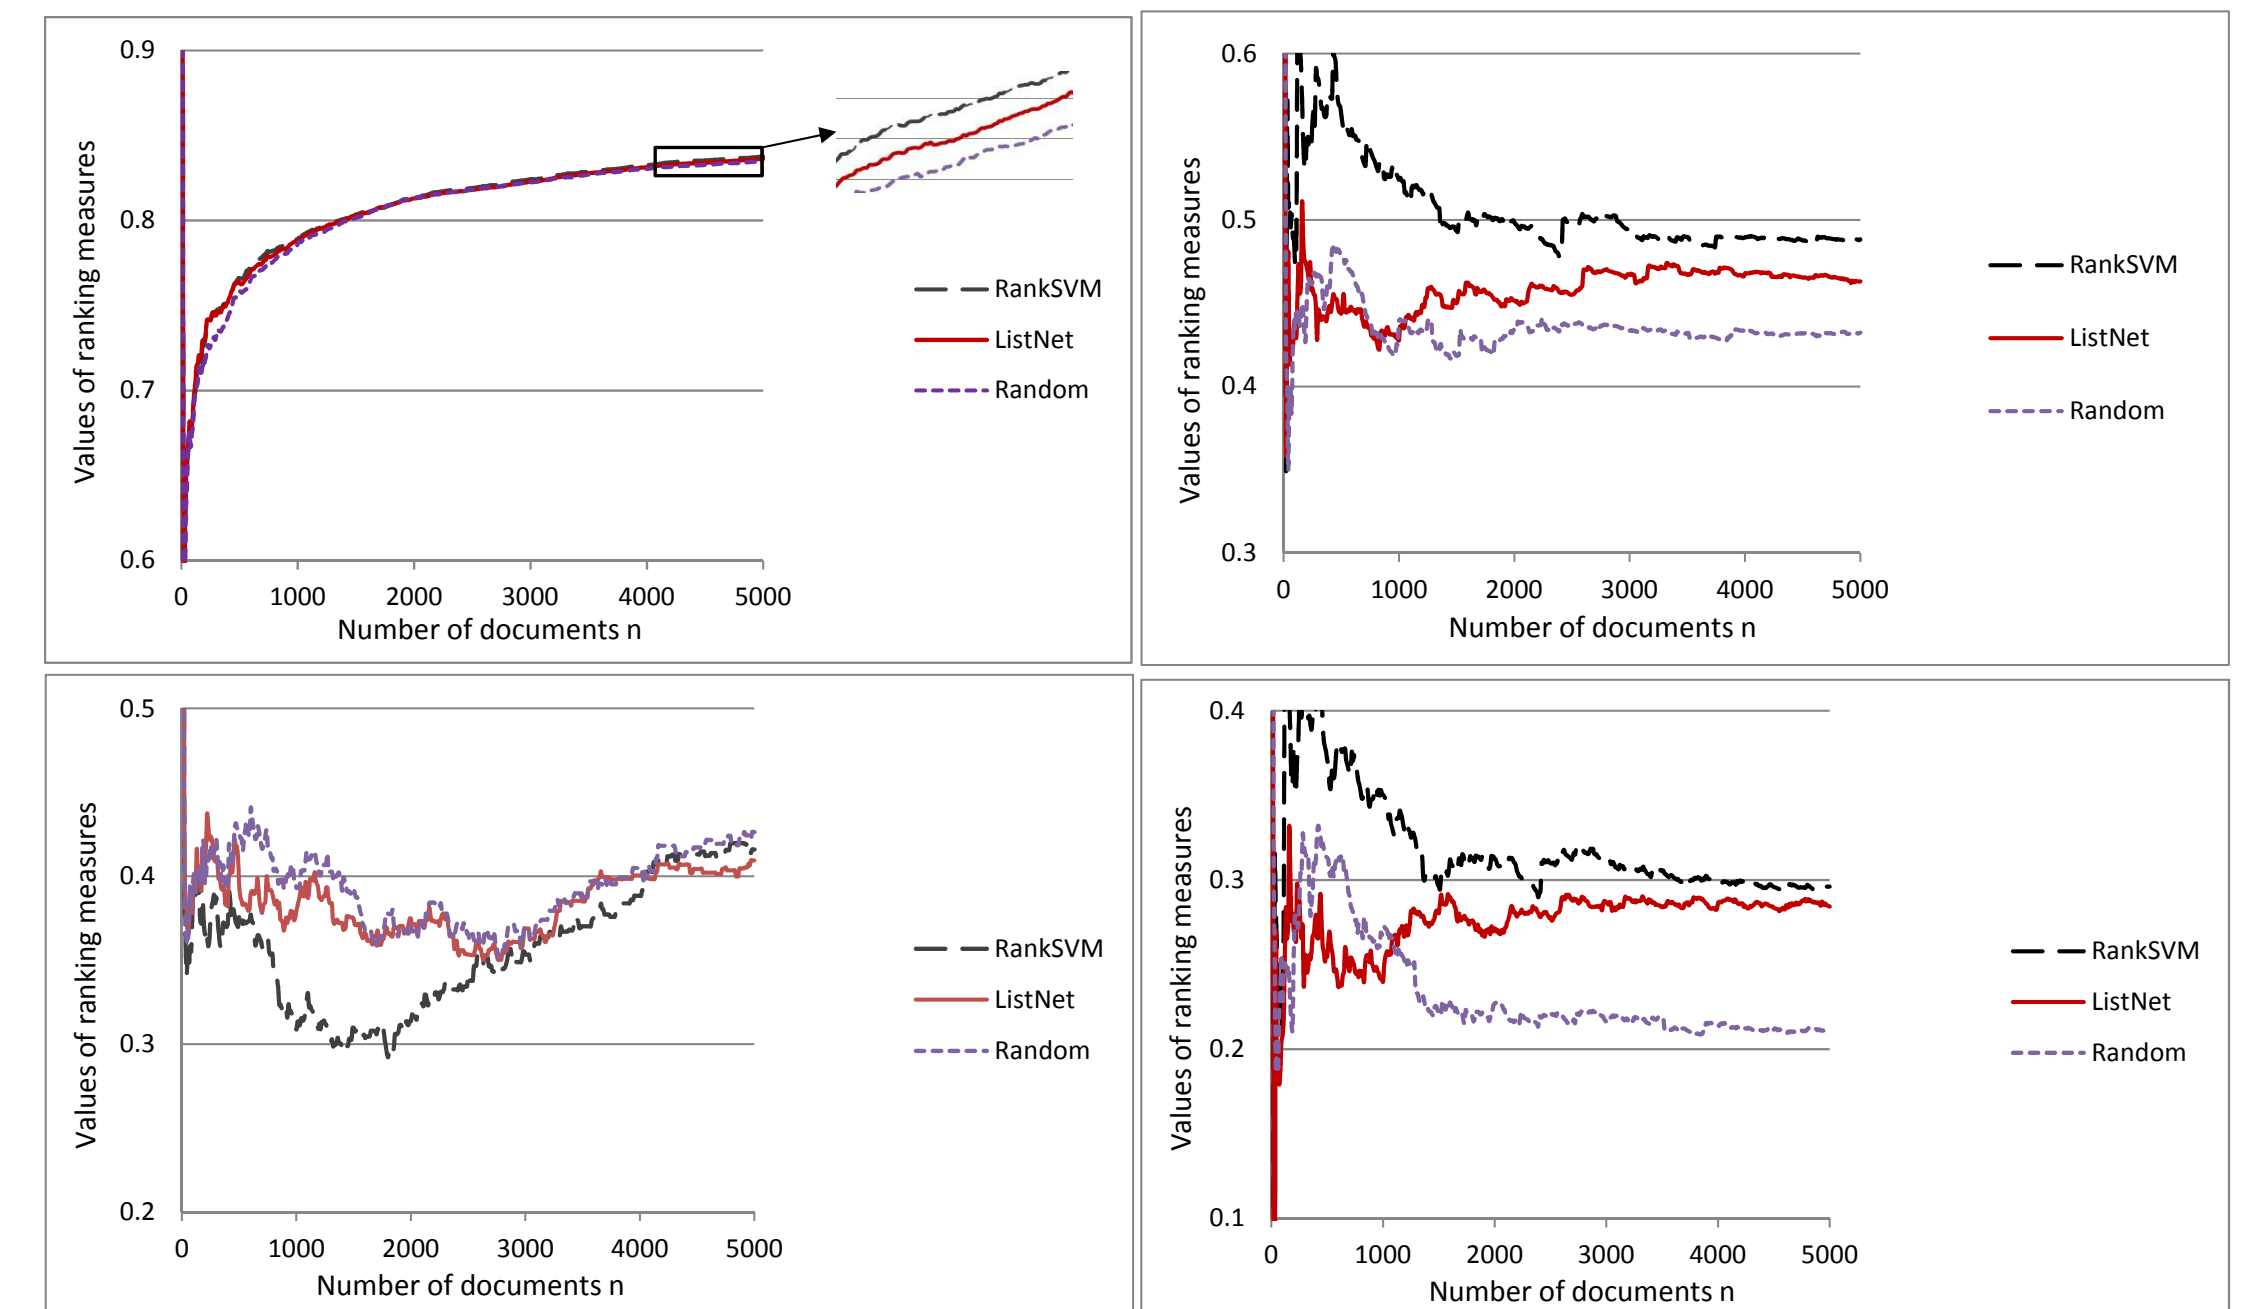 Values of ranking measures
0.9
0.8
0.7
0.6
0 1000 2000 3000 4000 5000
Number of documents n
RankSVM
ListNet
Random
Values of ranking measures
0.6
0.5
0.4
0.3
0 1000 2000 3000 4000 5000
Number of documents n
RankSVM
ListNet
Random
Values of ranking measures
0.5
0.4
0.3
0.2
0 1000 2000 3000 4000 5000
Number of documents n
RankSVM
ListNet
Random
Values of ranking measures
0.4
0.3
0.2
0.1
0 1000 2000 3000 4000 5000
Number of documents n
RankSVM
ListNet
Random